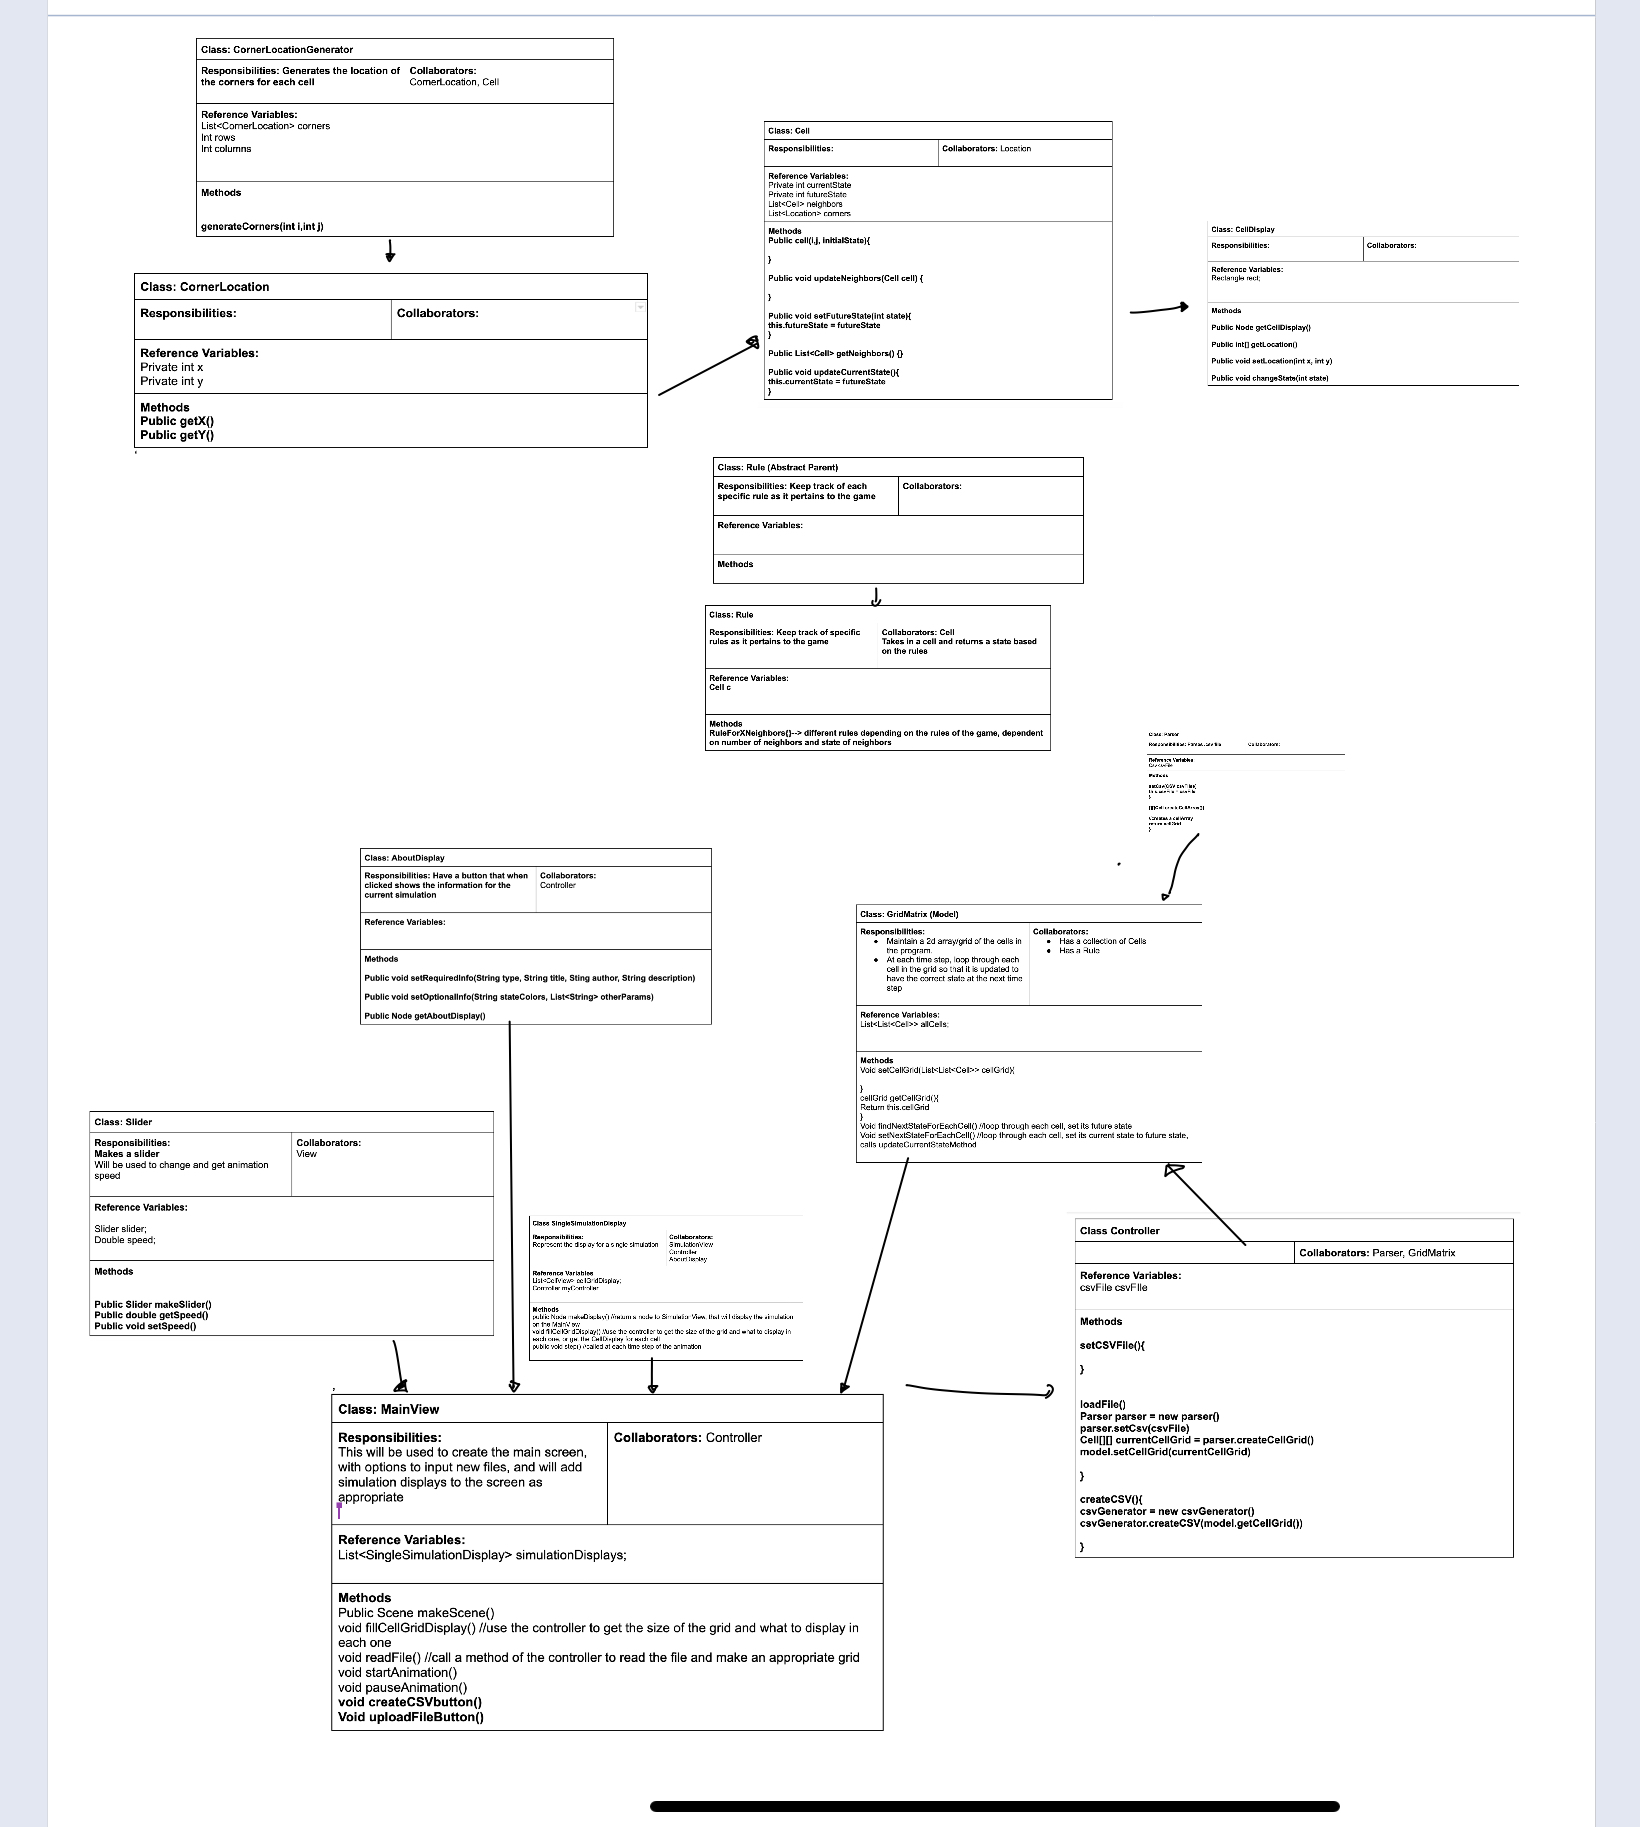 Class: CornerLocationGenerator
Responsibilities: Generates the location of
the corners for each cell
Collaborators:
CornerLocation, Cell
Reference Variables:
List<CornerLocation> corners
Int rows
Int columns
Methods
generateCorners(int i,int j)
Class: CornerLocation
Responsibilities:
Collaborators:
Reference Variables:
Private int x
Private int y
Methods
Public getX()
Public getY()
Class: Cell
Responsibilities:
Collaborators: Location
Reference Variables:
Private int currentState
Private int futureState
List<Cell> neighbors
List<Location> corners
Methods
Public cell(i,j, initialState){
}
Public void updateNeighbors(Cell cell) {
}
Public void setFutureState(int state){
this.futureState = futureState
}
Public List<Cell> getNeighbors() {}
Public void updateCurrentState(){
this.currentState = futureState
}
Class: CellDisplay
Responsibilities:
Collaborators:
Reference Variables:
Rectangle rect;
Methods
Public Node getCellDisplay()
Public Int[] getLocation()
Public void setLocation(int x, int y)
Public void changeState(int state)
Class: Rule (Abstract Parent)
Responsibilities: Keep track of each
specific rule as it pertains to the game
Collaborators:
Reference Variables:
Methods
Class: Rule
Responsibilities: Keep track of specific
rules as it pertains to the game
Collaborators: Cell
Takes in a cell and returns a state based
on the rules
Reference Variables:
Cell c
Methods
RuleForXNeighbors()--> different rules depending on the rules of the game, dependent
on number of neighbors and state of neighbors
Class: Parser
Responsibilities: Parses .csv file
Collaborators:
Reference Variables
Csv csvFile
Methods
setCsv(CSV csvFile){
this.csvFile = csvFile
}
Creates a cellArray
return cellGrid
}
Class: AboutDisplay
Responsibilities: Have a button that when
clicked shows the information for the
current simulation
Collaborators:
Controller
Reference Variables:
Methods
Public void setRequiredInfo(String type, String title, Sting author, String description)
Public void setOptionalInfo(String stateColors, List<String> otherParams)
Public Node getAboutDisplay()
Class: GridMatrix (Model)
Responsibilities:
● Maintain a 2d array/grid of the cells in
the program.
● At each time step, loop through each
cell in the grid so that it is updated to
have the correct state at the next time
step
Collaborators:
● Has a collection of Cells
● Has a Rule
Reference Variables:
List<List<Cell>> allCells;
Methods
Void setCellGrid(List<List<Cell>> cellGrid){
}
cellGrid getCellGrid(){
Return this.cellGrid
}
Void findNextStateForEachCell() //loop through each cell, set its future state
Void setNextStateForEachCell() //loop through each cell, set its current state to future state,
calls updateCurrentStateMethod
Class: Slider
Responsibilities:
Makes a slider
Will be used to change and get animation
speed
Collaborators:
View
Reference Variables:
Slider slider;
Double speed;
Methods
Public Slider makeSlider()
Public double getSpeed()
Public void setSpeed()
Class SingleSimulationDisplay
Responsibilities:
Represent the display for a single simulation
Collaborators:
SimulationView
Controller
AboutDisplay
Reference Variables
List<CellView> cellGridDisplay;
Controller myController
Methods
public Node makeDisplay() //returns a node to SimulationView, that will display the simulation
on the MainView
void fillCellGridDisplay() //use the controller to get the size of the grid and what to display in
each one, or get the CellDisplay for each cell
public void step() //called at each time step of the animation
Class Controller
Collaborators: Parser, GridMatrix
Reference Variables:
csvFile csvFIle
Methods
setCSVFile(){
}
loadFile()
Parser parser = new parser()
parser.setCsv(csvFile)
Cell[][] currentCellGrid = parser.createCellGrid()
model.setCellGrid(currentCellGrid)
}
createCSV(){
csvGenerator = new csvGenerator()
csvGenerator.createCSV(model.getCellGrid())
}
Class: MainView
Responsibilities:
This will be used to create the main screen,
with options to input new files, and will add
simulation displays to the screen as
appropriate
Collaborators: Controller
Reference Variables:
List<SingleSimulationDisplay> simulationDisplays;
Methods
Public Scene makeScene()
void fillCellGridDisplay() //use the controller to get the size of the grid and what to display in
each one
void readFile() //call a method of the controller to read the file and make an appropriate grid
void startAnimation()
void pauseAnimation()
void createCSVbutton()
Void uploadFileButton()